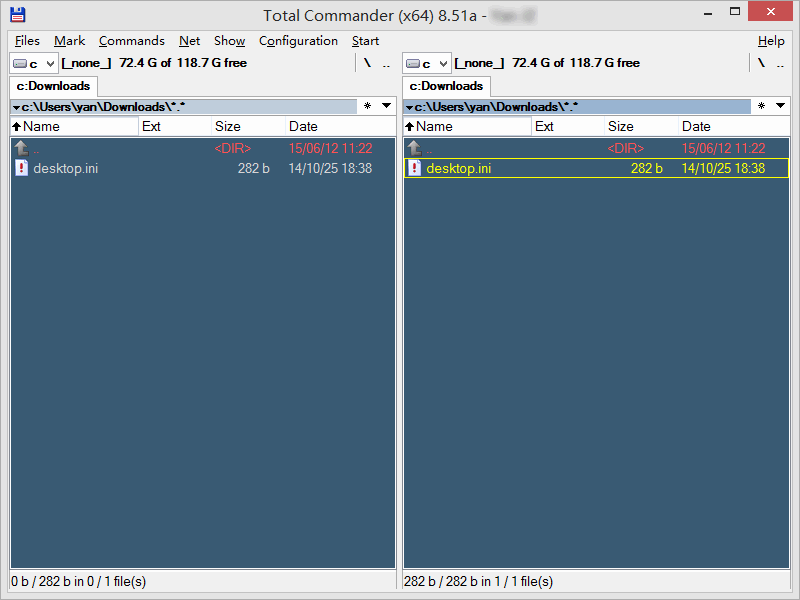 Total Commander (x64) 8.51a -
Files Mark Commands Net Show Configuration Start Help
c [_none_] 72.4 G of 118.7 G free \ ..
c [_none_] 72.4 G of 118.7 G free \ ..
c:Downloads
c:Downloads
c:\Users\yan\Downloads\*.* *
c:\Users\yan\Downloads\*.* *
Name Ext Size Date
Name Ext Size Date
.. <DIR> 15/06/12 11:22
.. <DIR> 15/06/12 11:22
desktop.ini 282 b 14/10/25 18:38
desktop.ini 282 b 14/10/25 18:38
0 b / 282 b in 0 / 1 file(s)
282 b / 282 b in 1 / 1 file(s)